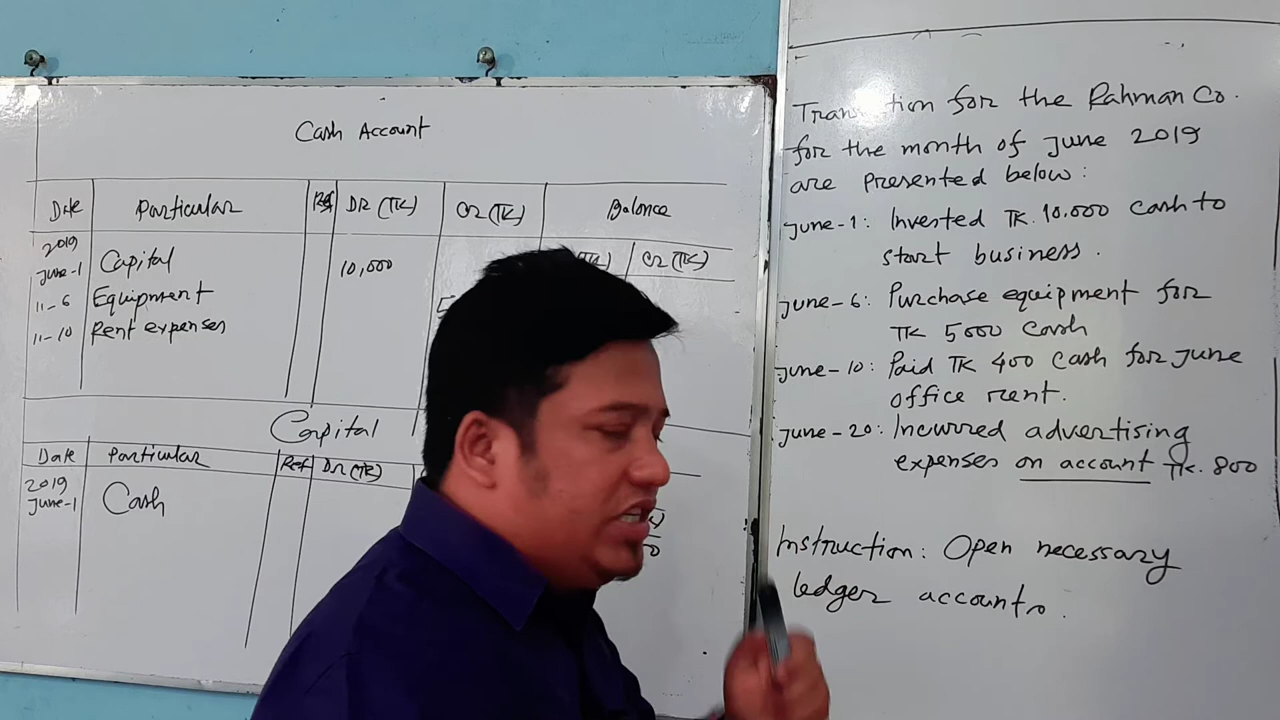 Cash Account
Date Particular Ref DR (TK) CR (TK) Balance
2019
June-1 Capital 10,000 CR (TK)
11-6 Equipment
11-10 Rent expenses
Capital
Date Particular Ref DR (TK)
2019
June-1 Cash
for the Rahman Co.
for the month of June 2019
are presented below:
June-1: Invested TK. 10.000 cash to
start business.
June-6: Purchase equipment for
TK 5000 Cash
June-10: Paid TK 400 Cash for June
office rent.
June-20: Incurred advertising
expenses on account TK. 800
Instruction: Open necessary
ledger accounts.